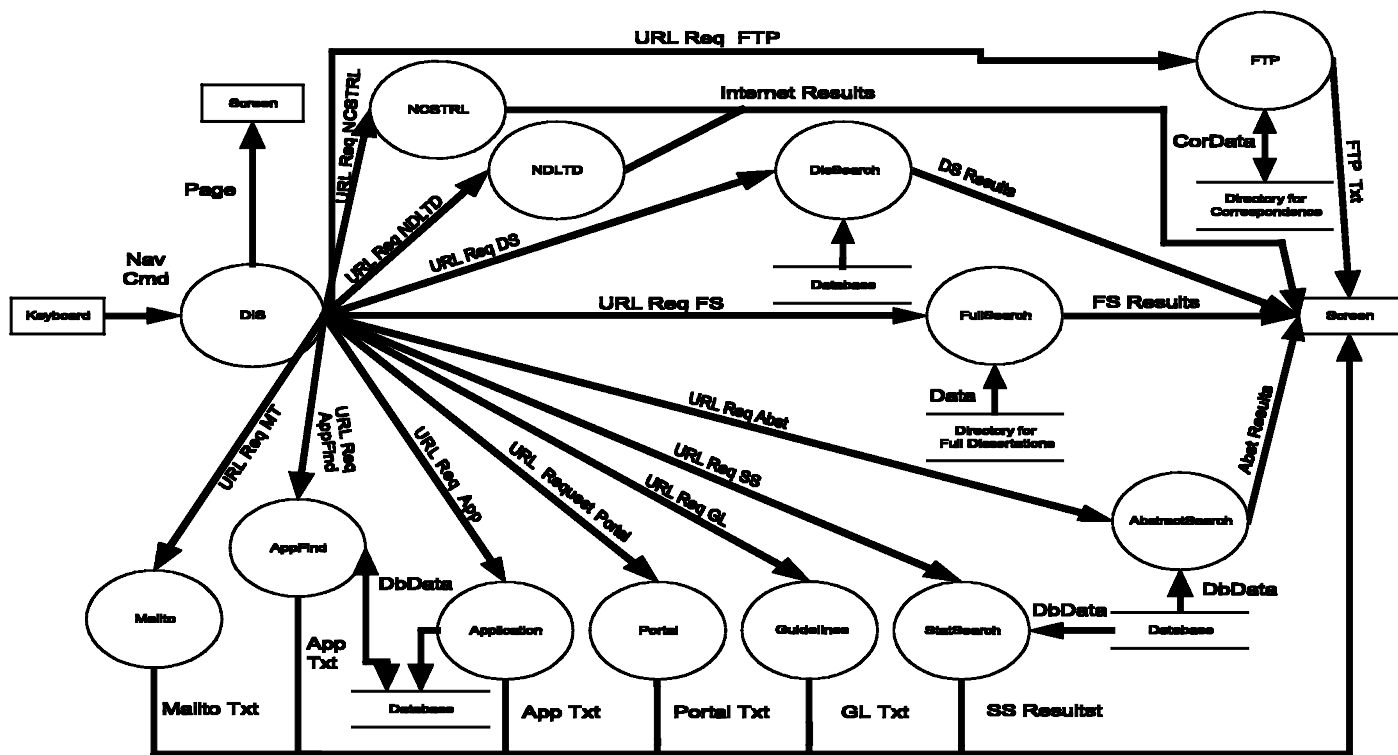 URL Req FTP
FTP
Screen
URL Req NCSTRL
NCSTRL
Internet Results
CorData
FTP Txt
Page
NDLTD
DisSearch
DS Results
Directory for
Correspondence
URL Req NDLTD
URL Req DS
Nav
Cmd
Database
Keyboard
DIS
URL Req FS
FullSearch
FS Results
Screen
Data
URL Req MT
URL Req
AppFind
URL Req App
URL Request Portal
URL Req GL
URL Req SS
URL Req Abst
Directory for
Full Dissertations
Abst Results
AppFind
AbstractSearch
DbData
DbData
DbData
Mailto
Application
Portal
Guidelines
StatSearch
Database
App
Txt
Database
Mailto Txt
App Txt
Portal Txt
GL Txt
SS Resultst